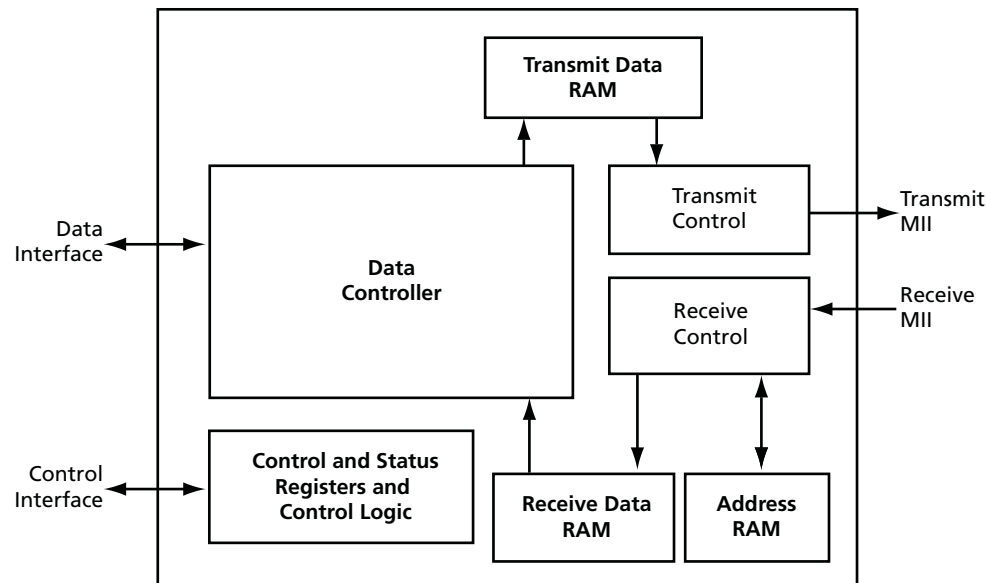 Transmit Data
RAM
Transmit
Control
Transmit
MII
Data
Interface
Data
Controller
Receive
Control
Receive
MII
Control
Interface
Control and Status
Registers and
Control Logic
Receive Data
RAM
Address
RAM